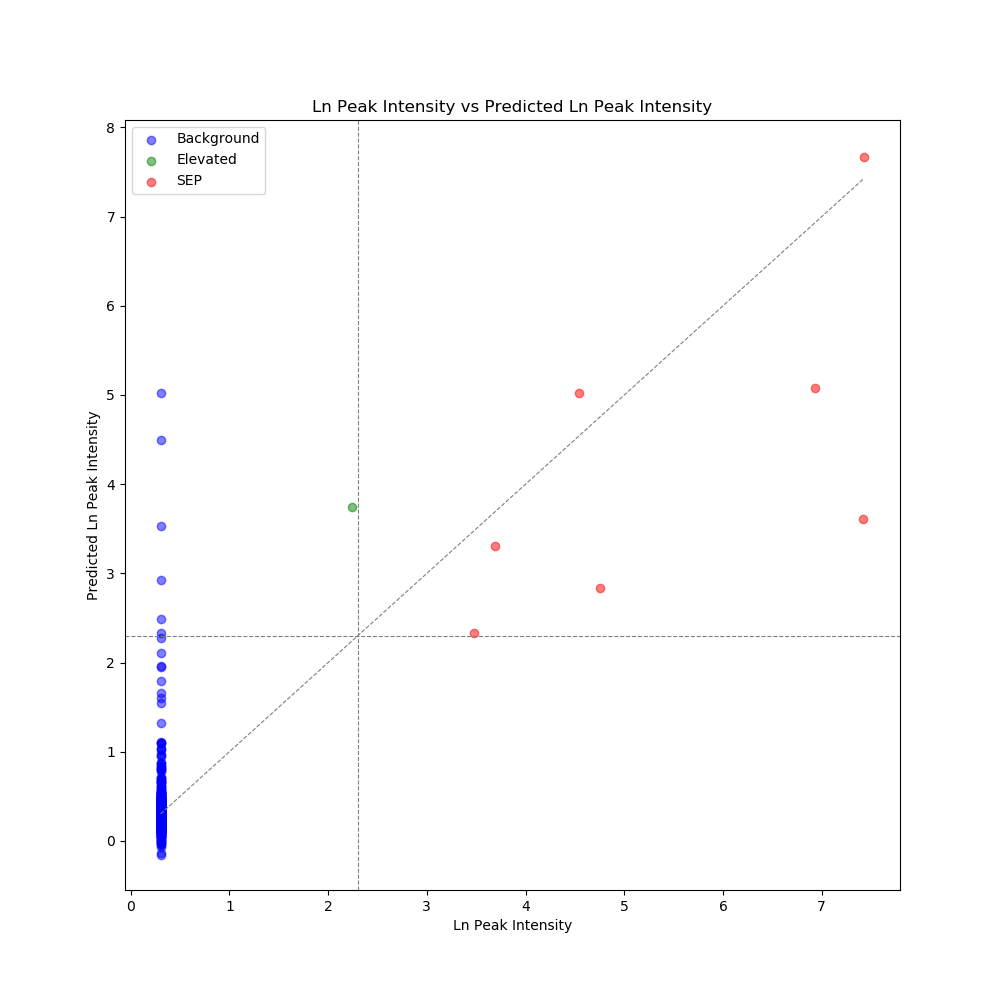 Ln Peak Intensity vs Predicted Ln Peak Intensity
Background
Elevated
SEP
8
7
6
5
4
3
2
1
0
Predicted Ln Peak Intensity
0 1 2 3 4 5 6 7
Ln Peak Intensity